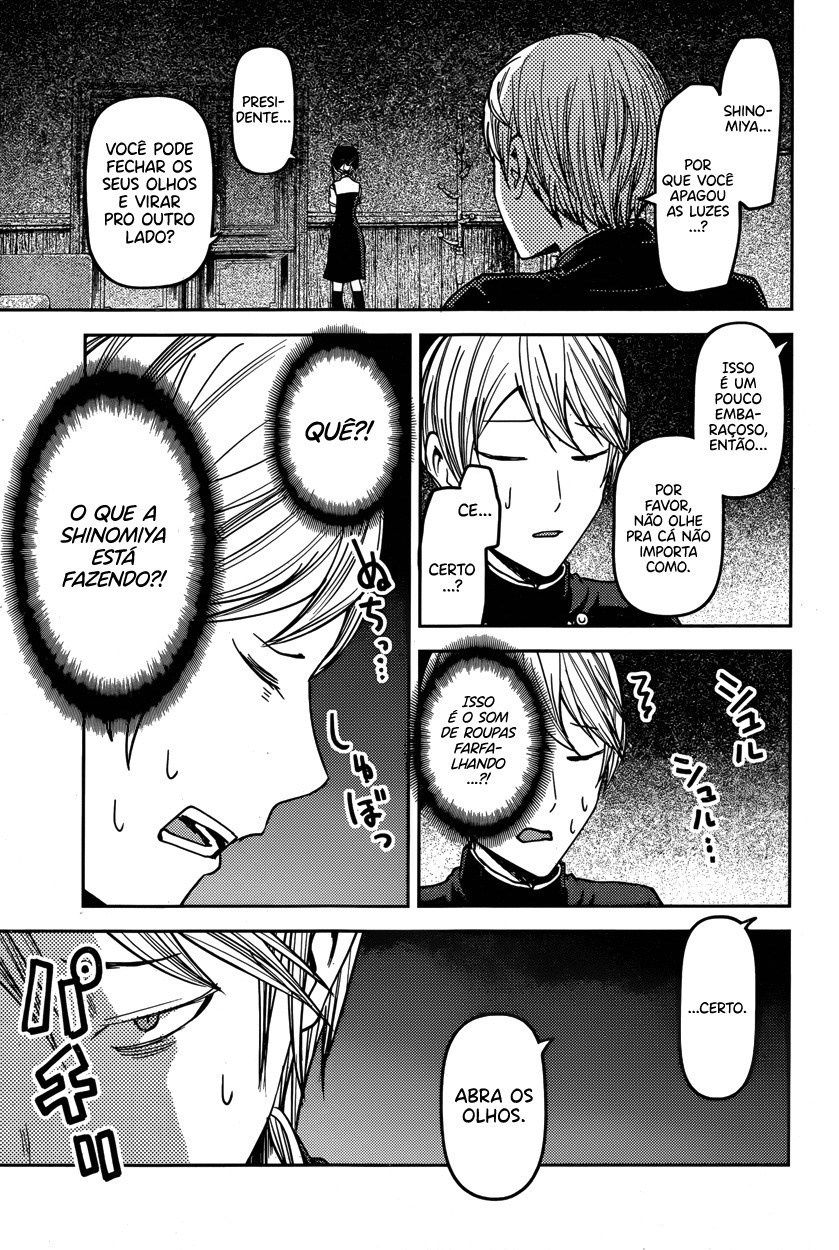 SHINO-
MIYA...
POR
QUE VOCÊ
APAGOU
AS LUZES
...?
PRESI-
DENTE...
VOCÊ PODE
FECHAR OS
SEUS OLHOS
E VIRAR
PRO OUTRO
LADO?
ISSO
É UM
POUCO
EMBA-
RAÇOSO,
ENTÃO...
POR
FAVOR,
NÃO OLHE
PRA CÁ NÃO
IMPORTA
COMO.
CE...
CERTO
...?
QUÊ?!
O QUE A
SHINOMIYA
ESTÁ
FAZENDO?!
ぬちっ…
しゅぼっ
シュル
シュル…
ISSO
É O SOM
DE ROUPAS
FARFA-
LHANDO
...?!
...CERTO.
ABRA OS
OLHOS.
パチッ